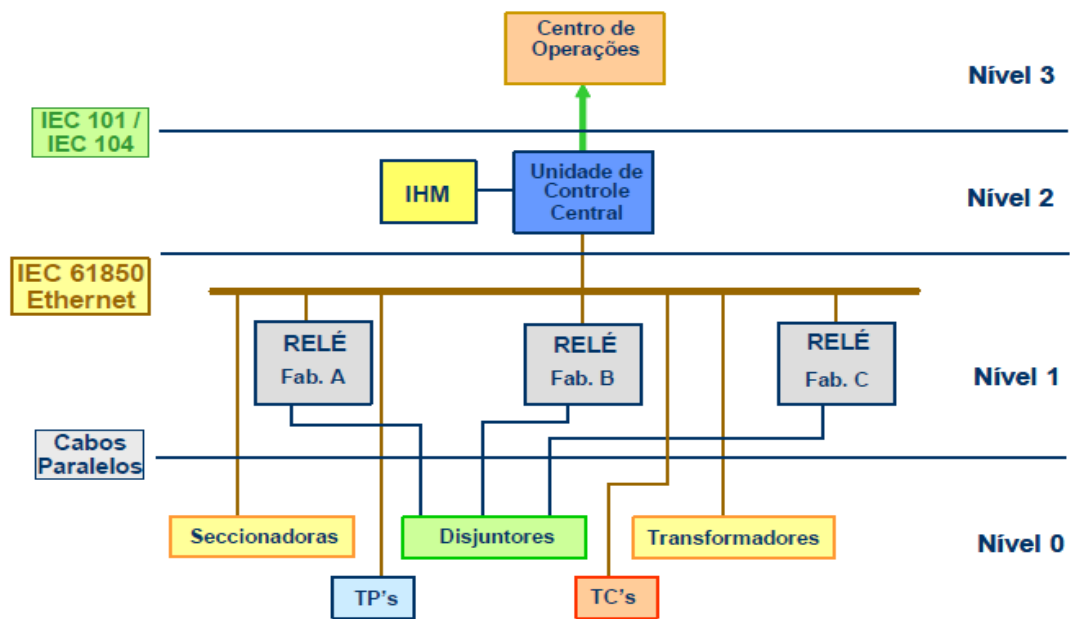 Centro de
Operações
Nível 3
IEC 101 /
IEC 104
IHM
Unidade de
Controle
Central
Nível 2
IEC 61850
Ethernet
RELÉ
Fab. A
RELÉ
Fab. B
RELÉ
Fab. C
Nível 1
Cabos
Paralelos
Seccionadoras
Disjuntores
Transformadores
Nível 0
TP's
TC's